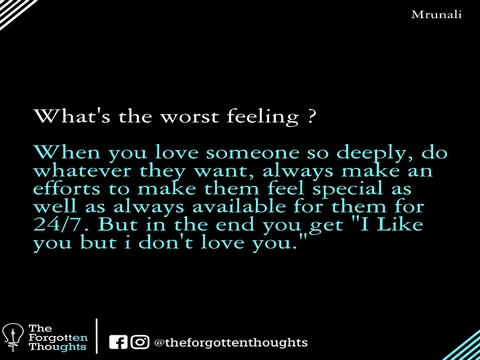 Mrunali
What's the worst feeling ?
When you love someone so deeply, do
whatever they want, always make an
efforts to make them feel special as
well as always available for them for
24/7. But in the end you get "I Like
you but i don't love you."
The
Forgotten
Thoughts
@theforgottenthoughts